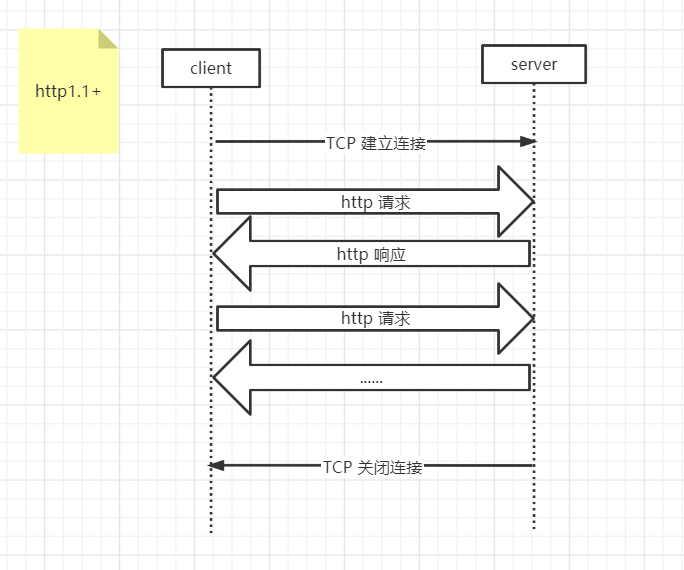 http1.1+
client
server
TCP 建立连接
http 请求
http 响应
http 请求
......
TCP 关闭连接